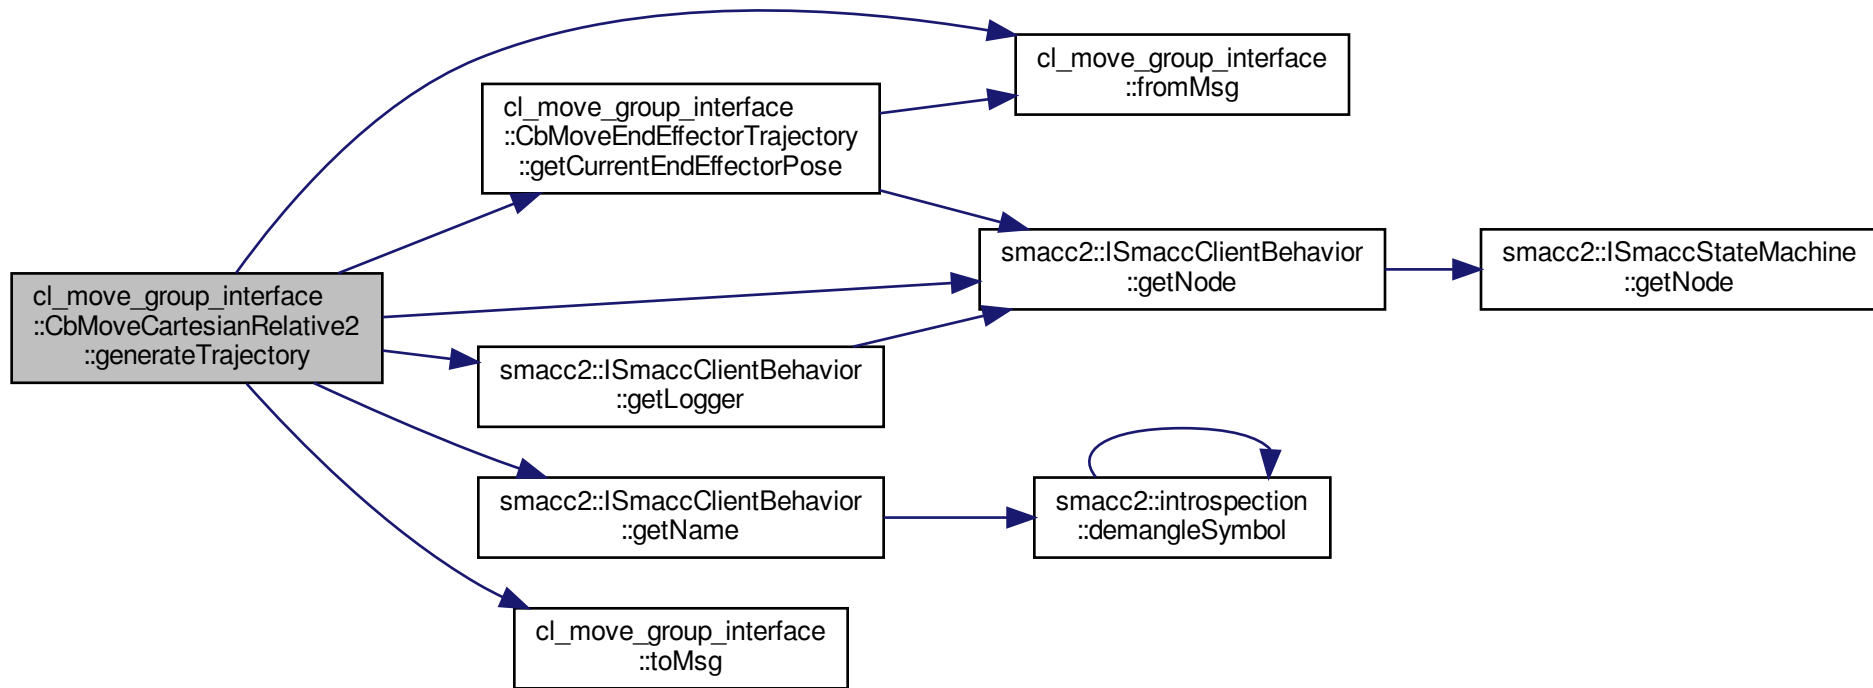 cl_move_group_interface
::CbMoveCartesianRelative2
::generateTrajectory
cl_move_group_interface
::CbMoveEndEffectorTrajectory
::getCurrentEndEffectorPose
cl_move_group_interface
::fromMsg
smacc2::ISmaccClientBehavior
::getNode
smacc2::ISmaccStateMachine
::getNode
smacc2::ISmaccClientBehavior
::getLogger
smacc2::ISmaccClientBehavior
::getName
smacc2::introspection
::demangleSymbol
cl_move_group_interface
::toMsg